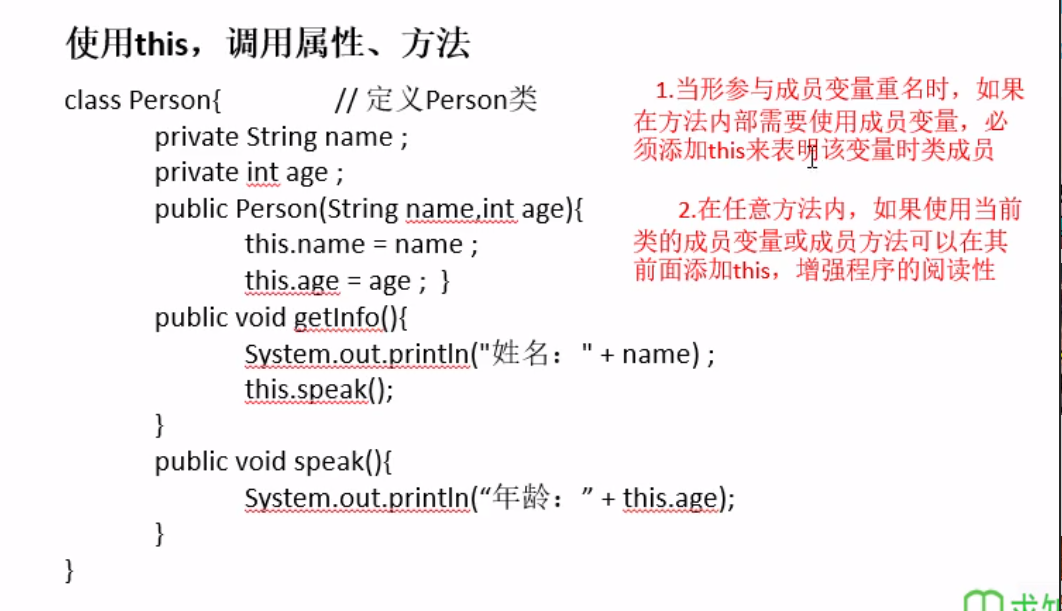 使用this，调用属性、方法
class Person{ // 定义Person类
private String name ;
private int age ;
public Person(String name,int age){
this.name = name ;
this.age = age ; }
public void getInfo(){
System.out.println("姓名：" + name) ;
this.speak();
}
public void speak(){
System.out.println(“年龄：” + this.age);
}
}
1.当形参与成员变量重名时，如果
在方法内部需要使用成员变量，必
须添加this来表明该变量时类成员
2.在任意方法内，如果使用当前
类的成员变量或成员方法可以在其
前面添加this，增强程序的阅读性